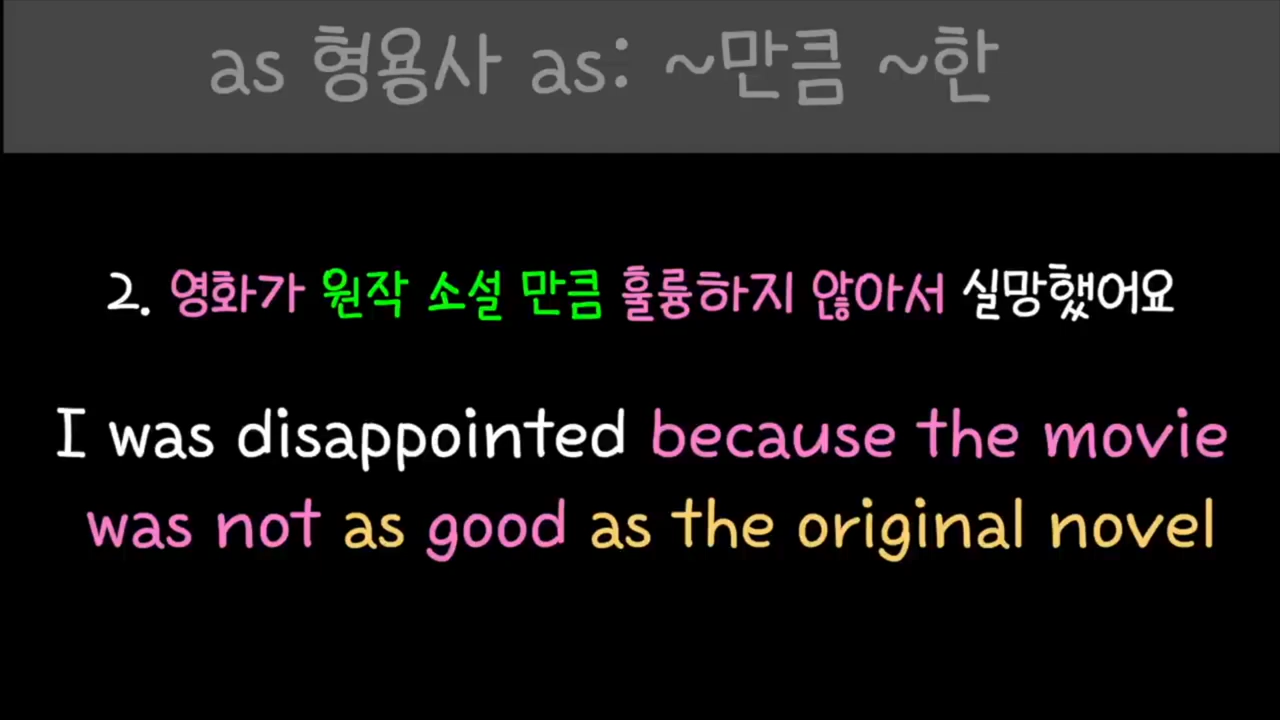 as 형용사 as: ~만큼 ~한
2. 영화가 원작 소설 만큼 훌륭하지 않아서 실망했어요
I was disappointed because the movie
was not as good as the original novel